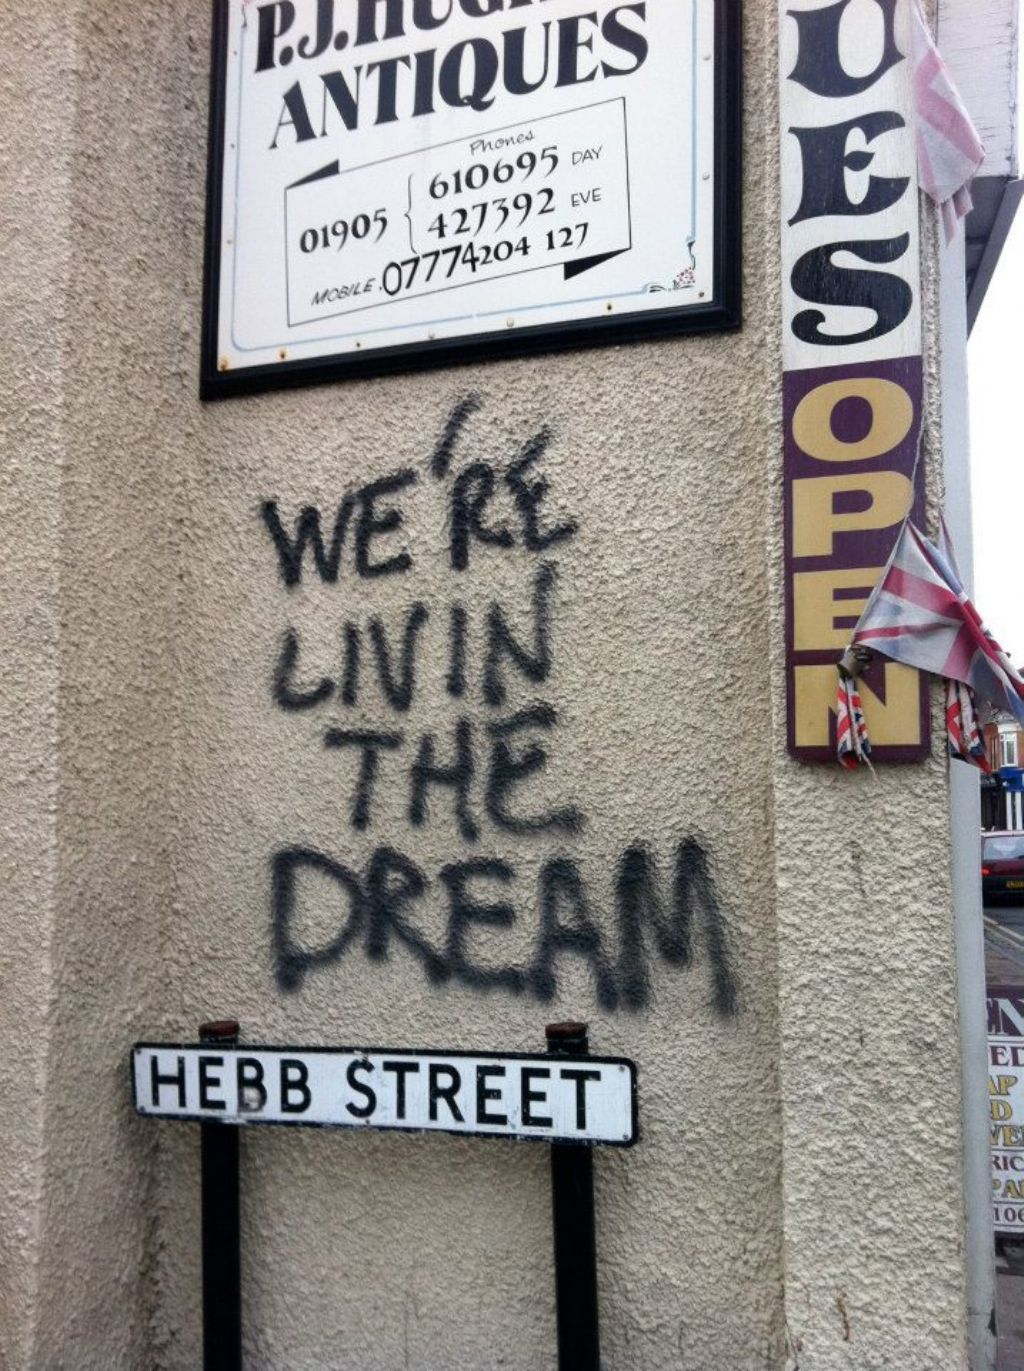 P.J.HUGH
ANTIQUES
Phones
01905
610695 DAY
427392 EVE
MOBILE. 07774204 127
UES
OPEN
WE'RE
LIVIN
THE
DREAM
HEBB STREET